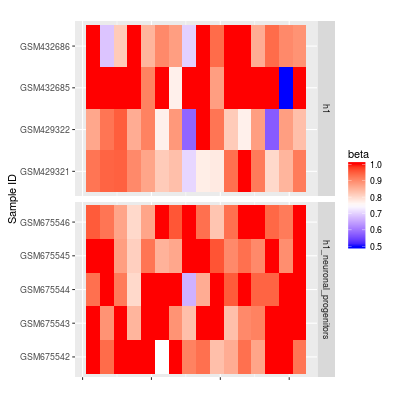 GSM432686
GSM432685
GSM429322
GSM429321
h1
GSM675546
GSM675545
GSM675544
GSM675543
GSM675542
h1_neuronal_progenitors
Sample ID
beta
1.0
0.9
0.8
0.7
0.6
0.5